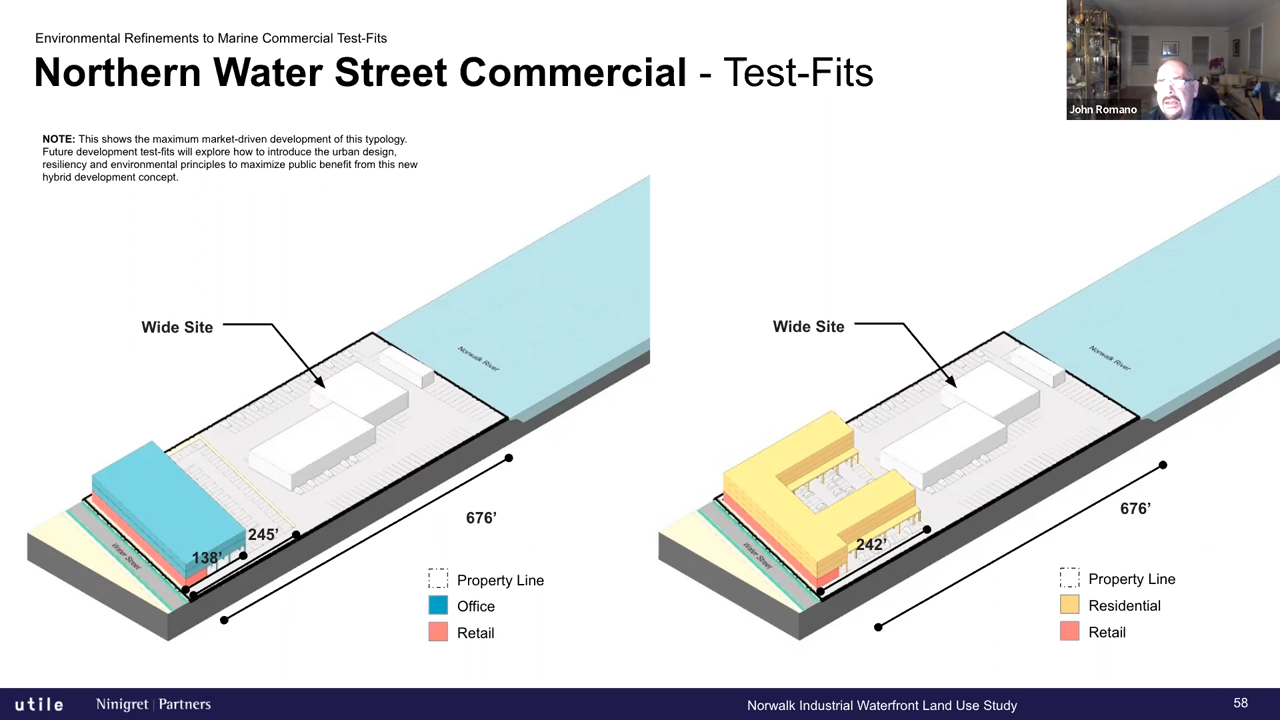 Environmental Refinements to Marine Commercial Test-Fits
Northern Water Street Commercial - Test-Fits
John Romano
NOTE: This shows the maximum market-driven development of this typology.
Future development test-fits will explore how to introduce the urban design,
resiliency and environmental principles to maximize public benefit from this new
hybrid development concept.
Wide Site
Norwalk River
245’
138’
676’
Water Street
Property Line
Office
Retail
Wide Site
Norwalk River
676’
242’
Water Street
Property Line
Residential
Retail
utile
Ninigret | Partners
Norwalk Industrial Waterfront Land Use Study
58